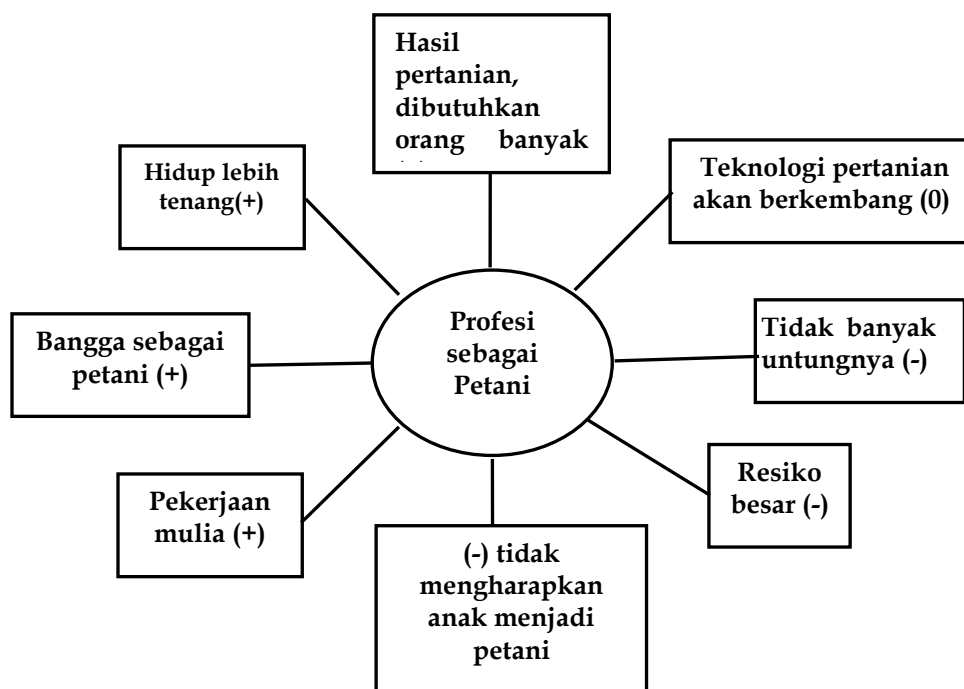 Hasil
pertanian,
dibutuhkan
orang banyak
Hidup lebih
tenang(+)
Teknologi pertanian
akan berkembang (0)
Bangga sebagai
petani (+)
Profesi
sebagai
Petani
Tidak banyak
untungnya (-)
Pekerjaan
mulia (+)
Resiko
besar (-)
(-) tidak
mengharapkan
anak menjadi
petani